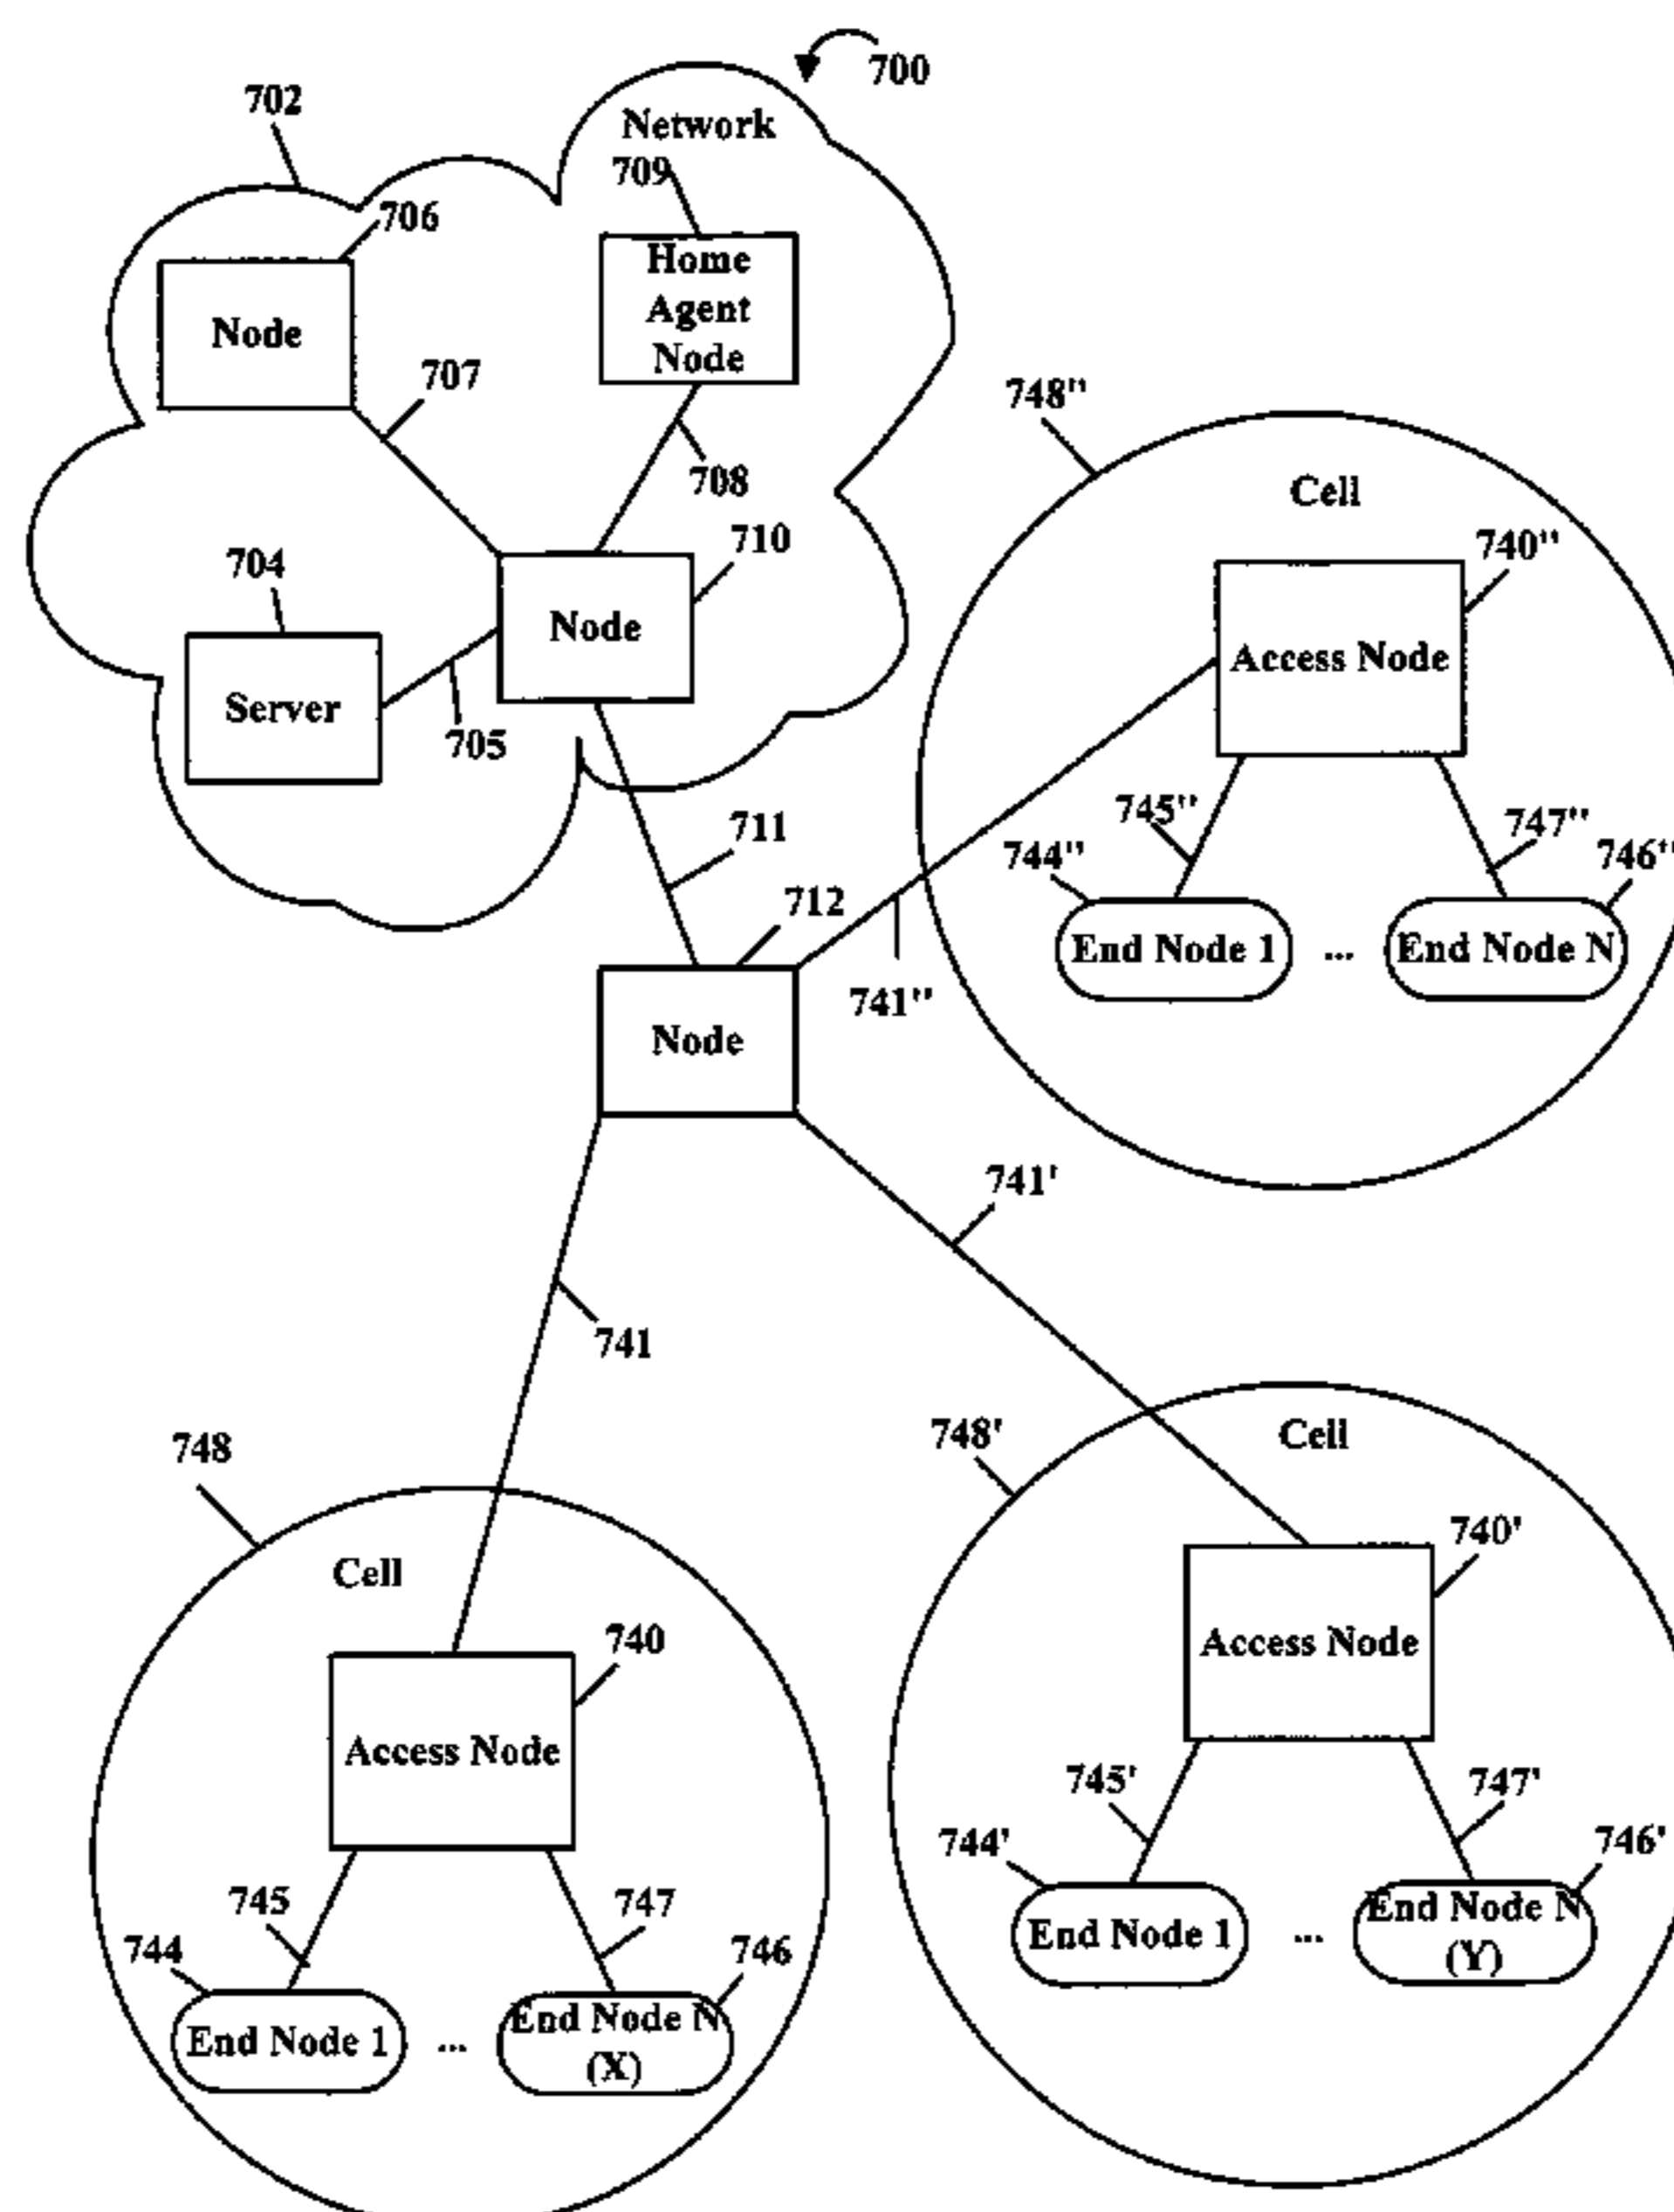 700
702
Network
709
706
Home
Agent
Node
Node
707
748"
708
Cell
710
740"
704
Node
Access Node
Server
705
745"
747"
711
744"
746"
712
End Node 1
...
End Node N
741"
Node
741'
741
748'
Cell
748
740'
Cell
740
Access Node
Access Node
745'
747'
744'
746'
745
747
End Node N
(Y)
End Node 1
...
744
746
End Node N
(X)
End Node 1
...